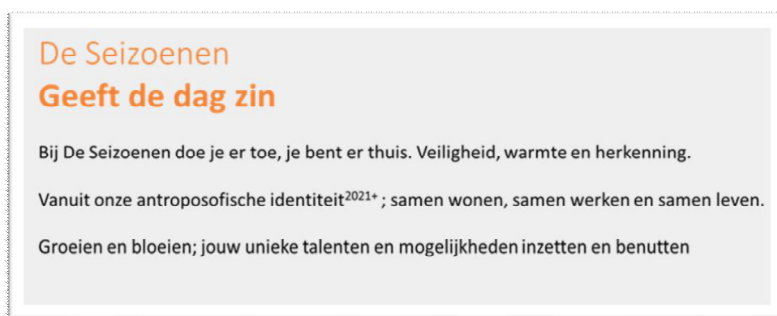 De Seizoenen
Geeft de dag zin
Bij De Seizoenen doe je er toe, je bent er thuis. Veiligheid, warmte en herkenning.
Vanuit onze antroposofische identiteit²⁰²¹⁺ ; samen wonen, samen werken en samen leven.
Groeien en bloeien; jouw unieke talenten en mogelijkheden inzetten en benutten